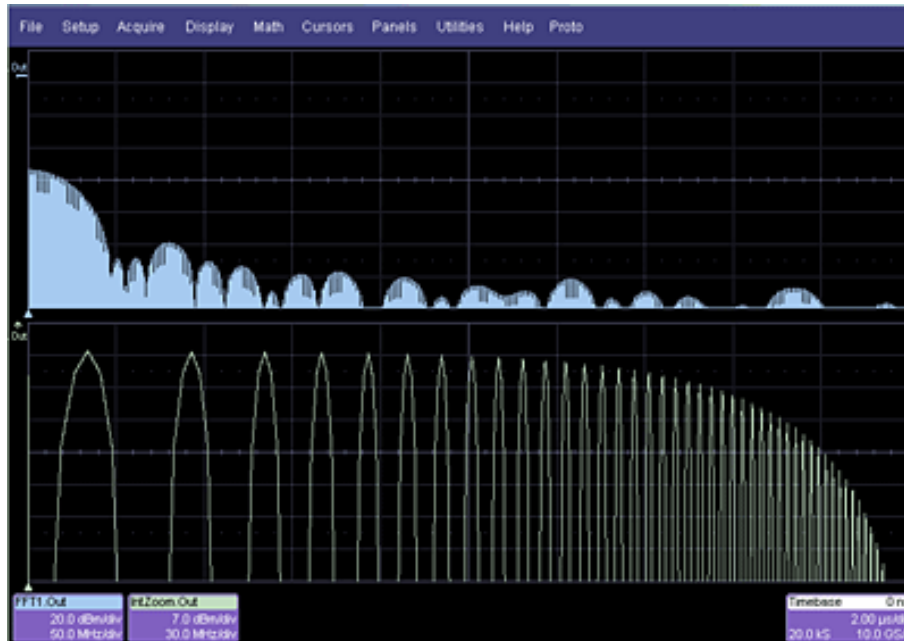 File Setup Acquire Display Math Cursors Panels Utilities Help Proto
Out
Out
FFT1.Out
20.0 dBm/div
50.0 MHz/div
IntZoom.Out
7.0 dBm/div
30.0 MHz/div
Timebase 0 n
2.00 µs/di
20.0 kS 10.0 GS